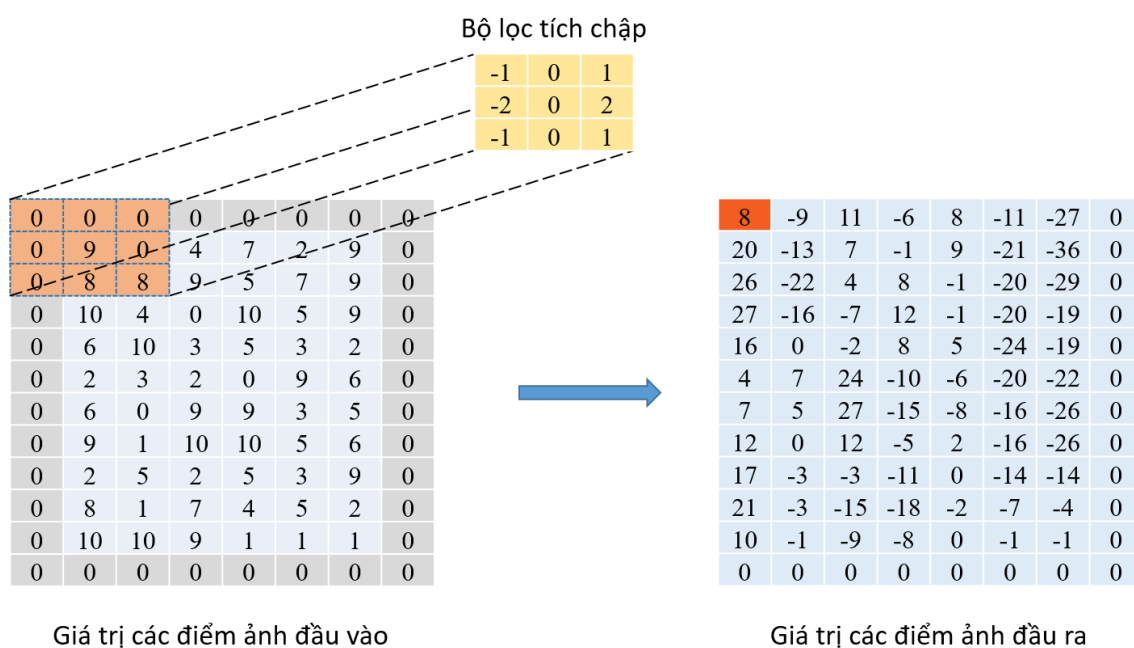 Bộ lọc tích chập
-1 0 1
-2 0 2
-1 0 1
0 0 0 0 0 0 0 0
0 9 0 4 7 2 9 0
0 8 8 9 5 7 9 0
0 10 4 0 10 5 9 0
0 6 10 3 5 3 2 0
0 2 3 2 0 9 6 0
0 6 0 9 9 3 5 0
0 9 1 10 10 5 6 0
0 2 5 2 5 3 9 0
0 8 1 7 4 5 2 0
0 10 10 9 1 1 1 0
0 0 0 0 0 0 0 0
8 -9 11 -6 8 -11 -27 0
20 -13 7 -1 9 -21 -36 0
26 -22 4 8 -1 -20 -29 0
27 -16 -7 12 -1 -20 -19 0
16 0 -2 8 5 -24 -19 0
4 7 24 -10 -6 -20 -22 0
7 5 27 -15 -8 -16 -26 0
12 0 12 -5 2 -16 -26 0
17 -3 -3 -11 0 -14 -14 0
21 -3 -15 -18 -2 -7 -4 0
10 -1 -9 -8 0 -1 -1 0
0 0 0 0 0 0 0 0
Giá trị các điểm ảnh đầu vào
Giá trị các điểm ảnh đầu ra